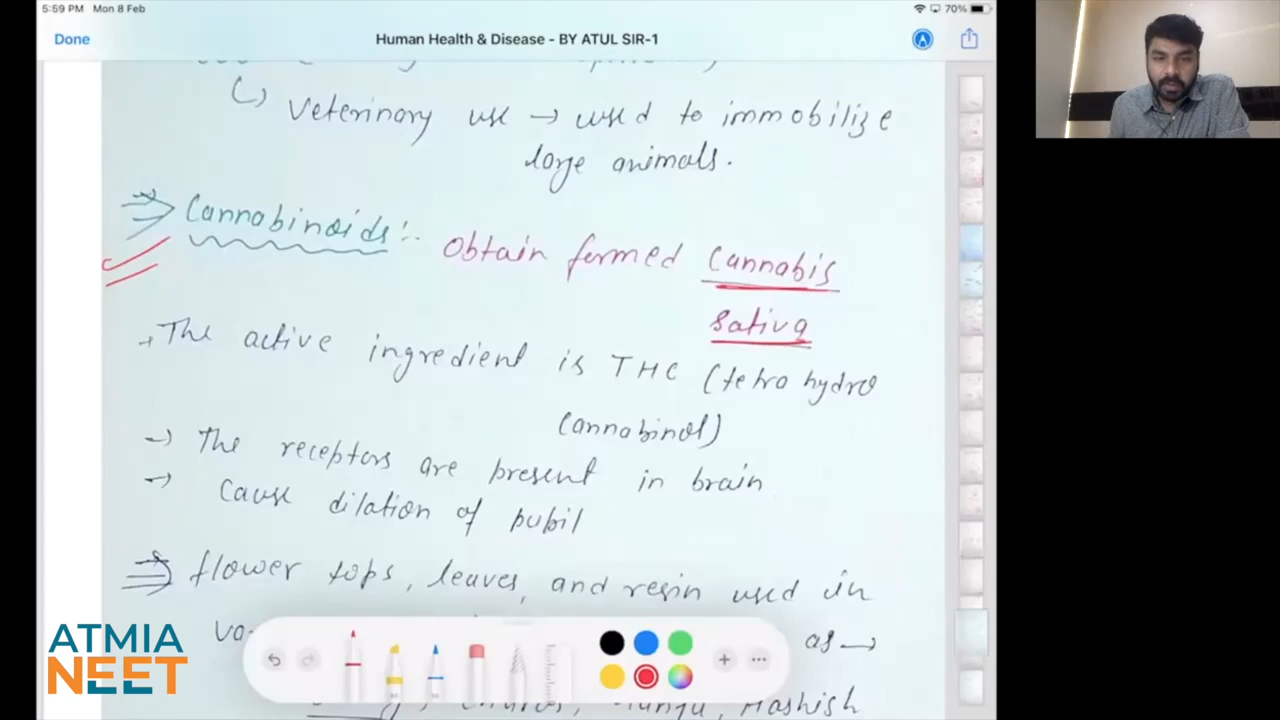 5:59 PM Mon 8 Feb
70%
Done
Human Health & Disease - BY ATUL SIR-1
Veterinary use → used to immobilize
large animals.
⇒ Cannabinoids :- Obtain formed Cannabis
sativa
→ The active ingredient is THC (tetra hydro
Cannabinol)
→ The receptors are present in brain
→ Cause dilation of pubil
⇒ flower tops, leaves, and resin used in
as →
Hashish
ATMIA
NEET